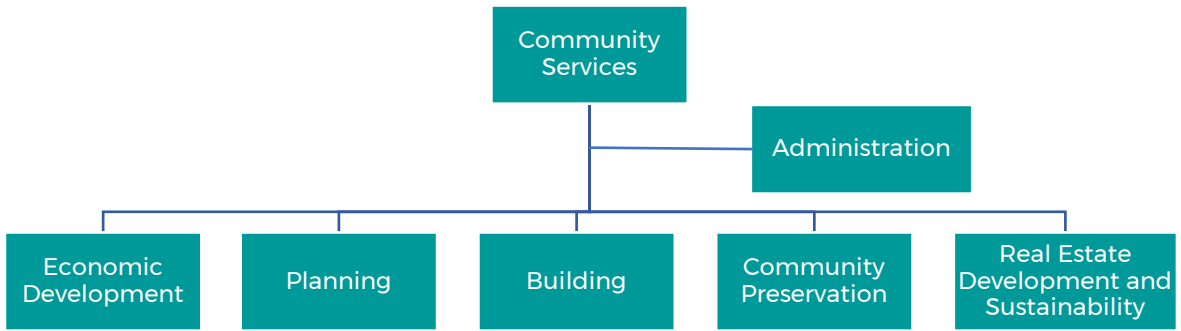 Community
Services
Administration
Economic
Development
Planning
Building
Community
Preservation
Real Estate
Development and
Sustainability